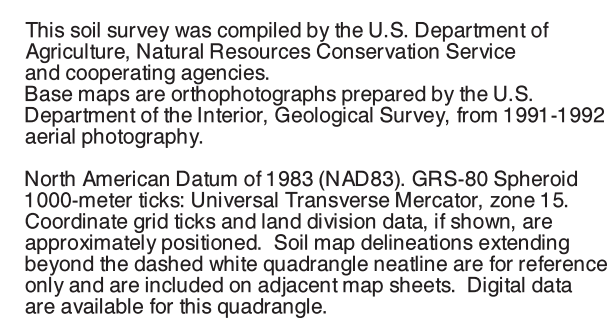 This soil survey was compiled by the U.S. Department of
Agriculture, Natural Resources Conservation Service
and cooperating agencies.
Base maps are orthophotographs prepared by the U.S.
Department of the Interior, Geological Survey, from 1991-1992
aerial photography.
North American Datum of 1983 (NAD83). GRS-80 Spheroid
1000-meter ticks: Universal Transverse Mercator, zone 15.
Coordinate grid ticks and land division data, if shown, are
approximately positioned.  Soil map delineations extending
beyond the dashed white quadrangle neatline are for reference
only and are included on adjacent map sheets.  Digital data
are available for this quadrangle.